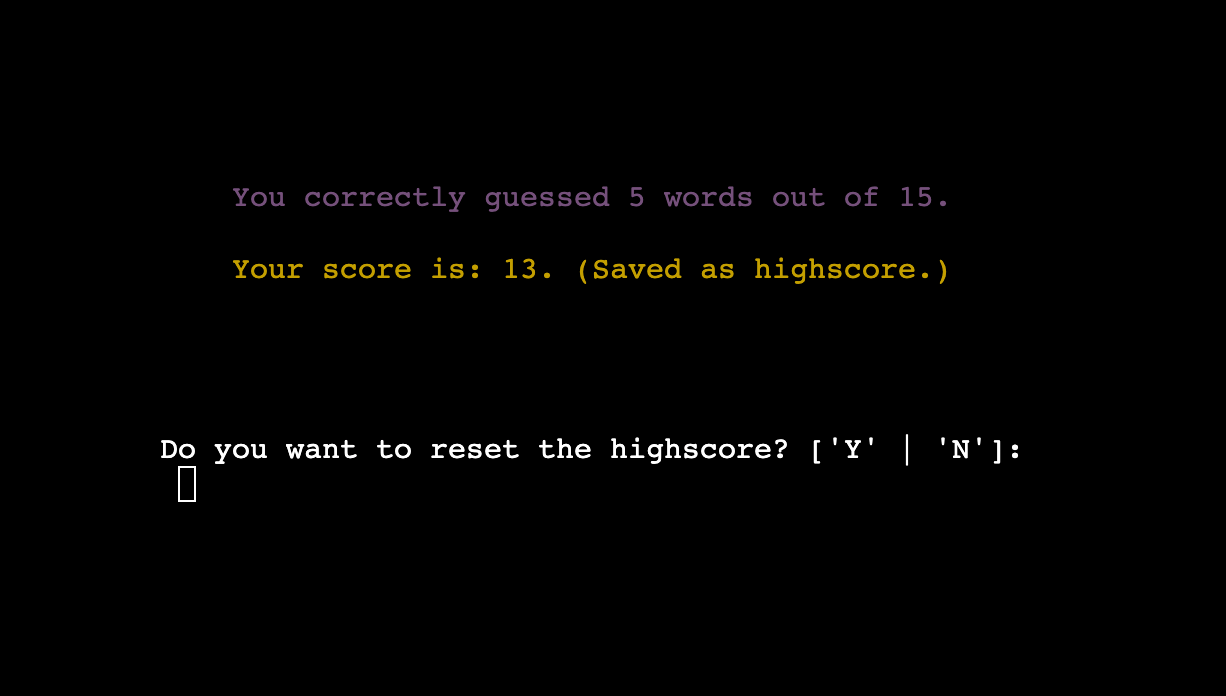 You correctly guessed 5 words out of 15.
Your score is: 13. (Saved as highscore.)
Do you want to reset the highscore? ['Y' | 'N']: